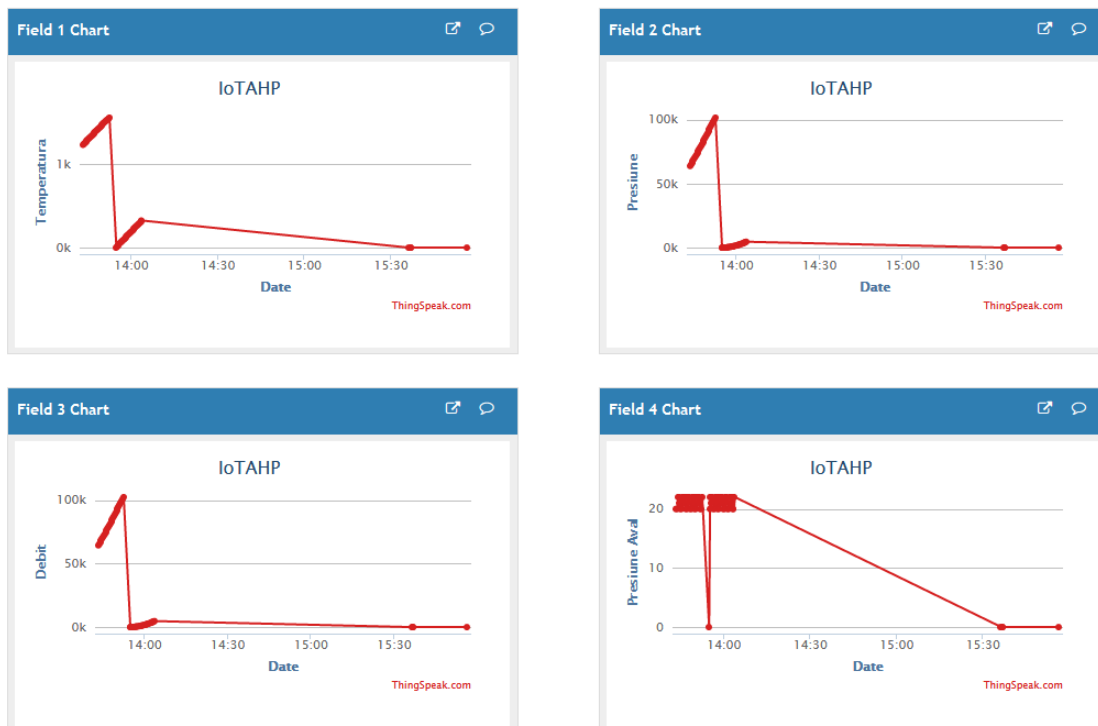 Field 1 Chart
IoTAHP
Temperatura
1k
0k
14:00 14:30 15:00 15:30
Date
ThingSpeak.com
Field 2 Chart
IoTAHP
Presiune
100k
50k
0k
14:00 14:30 15:00 15:30
Date
ThingSpeak.com
Field 3 Chart
IoTAHP
Debit
100k
50k
0k
14:00 14:30 15:00 15:30
Date
ThingSpeak.com
Field 4 Chart
IoTAHP
Presiune Aval
20
10
0
14:00 14:30 15:00 15:30
Date
ThingSpeak.com